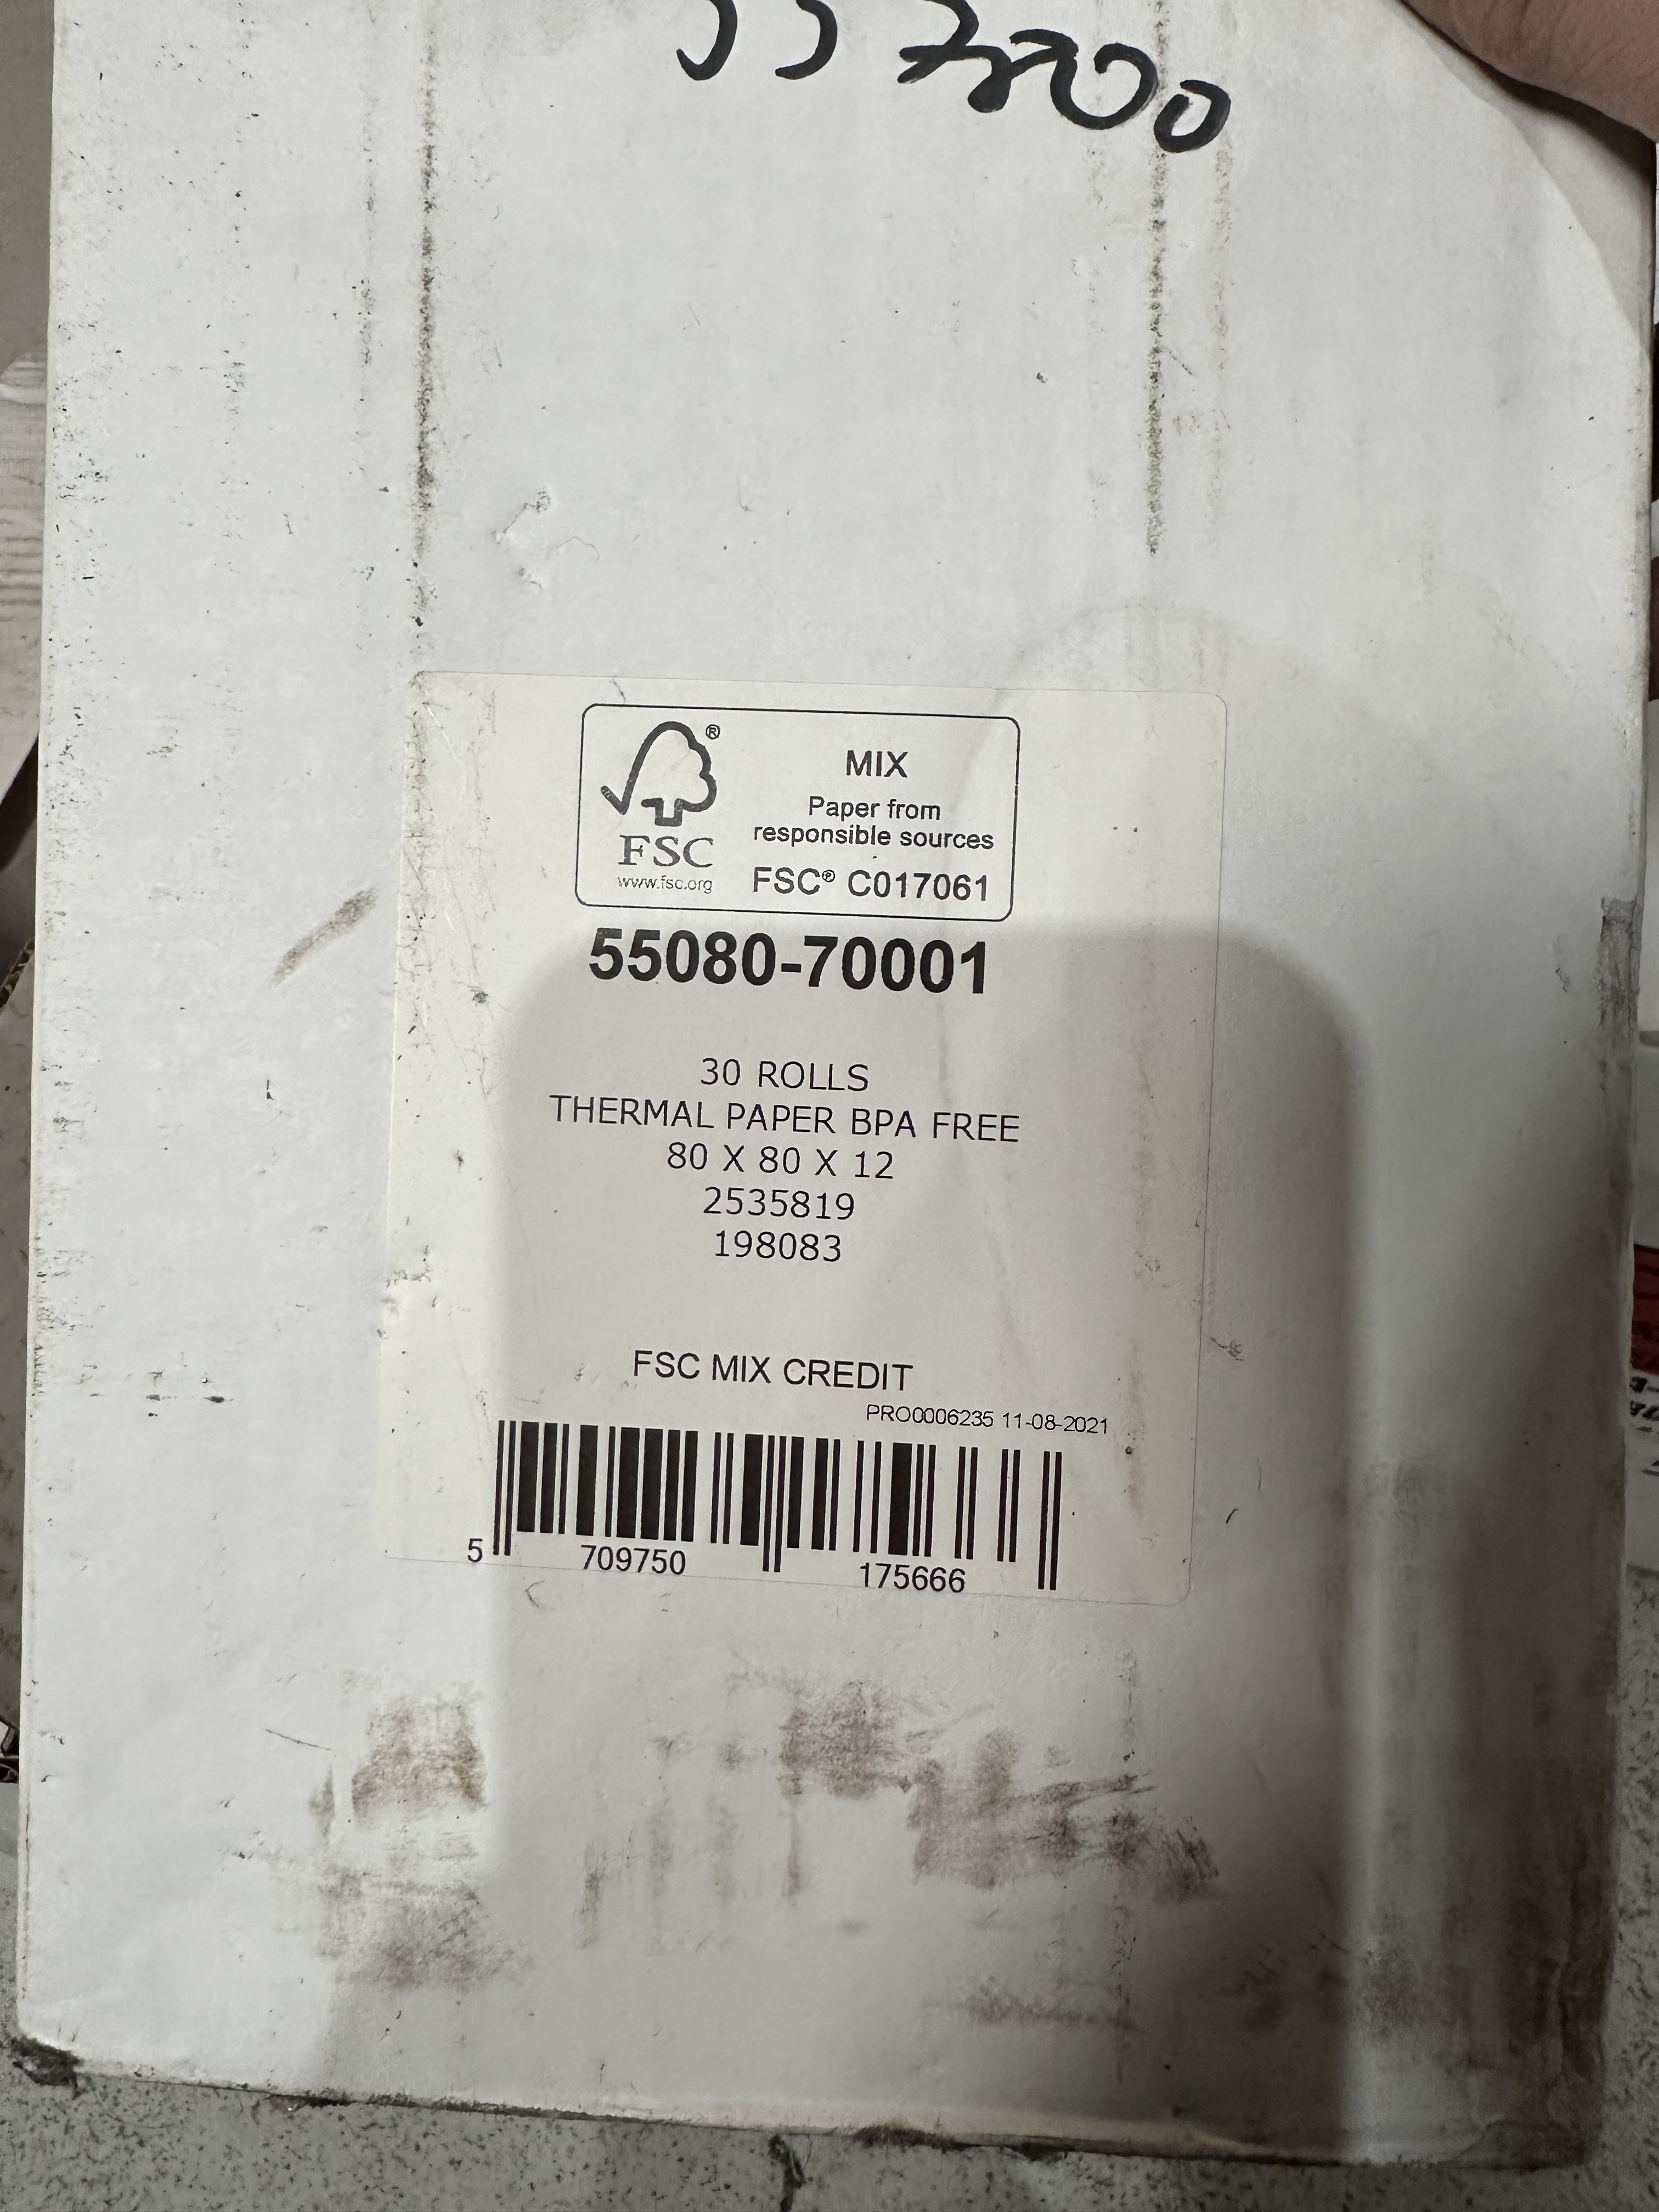 MIX
Paper from
responsible sources
FSC® C017061
®
FSC
www.fsc.org
55080-70001
30 ROLLS
THERMAL PAPER BPA FREE
80 X 80 X 12
2535819
198083
FSC MIX CREDIT
PRO0006235 11-08-2021
5 709750 175666